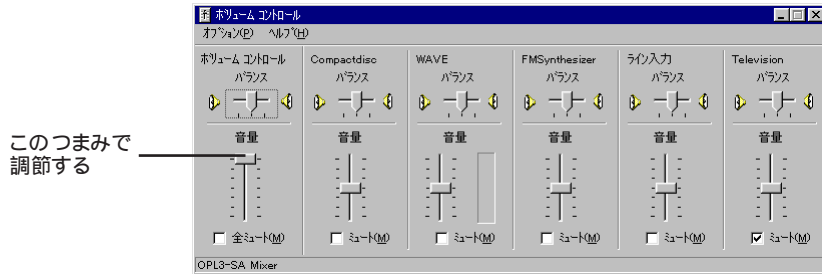 ボリューム コントロール
オプション(P) ヘルプ(H)
ボリューム コントロール
バランス
音量
全ミュート(M)
Compactdisc
バランス
音量
ミュート(M)
WAVE
バランス
音量
ミュート(M)
FMSynthesizer
バランス
音量
ミュート(M)
ライン入力
バランス
音量
ミュート(M)
Television
バランス
音量
ミュート(M)
OPL3-SA Mixer
このつまみで
調節する